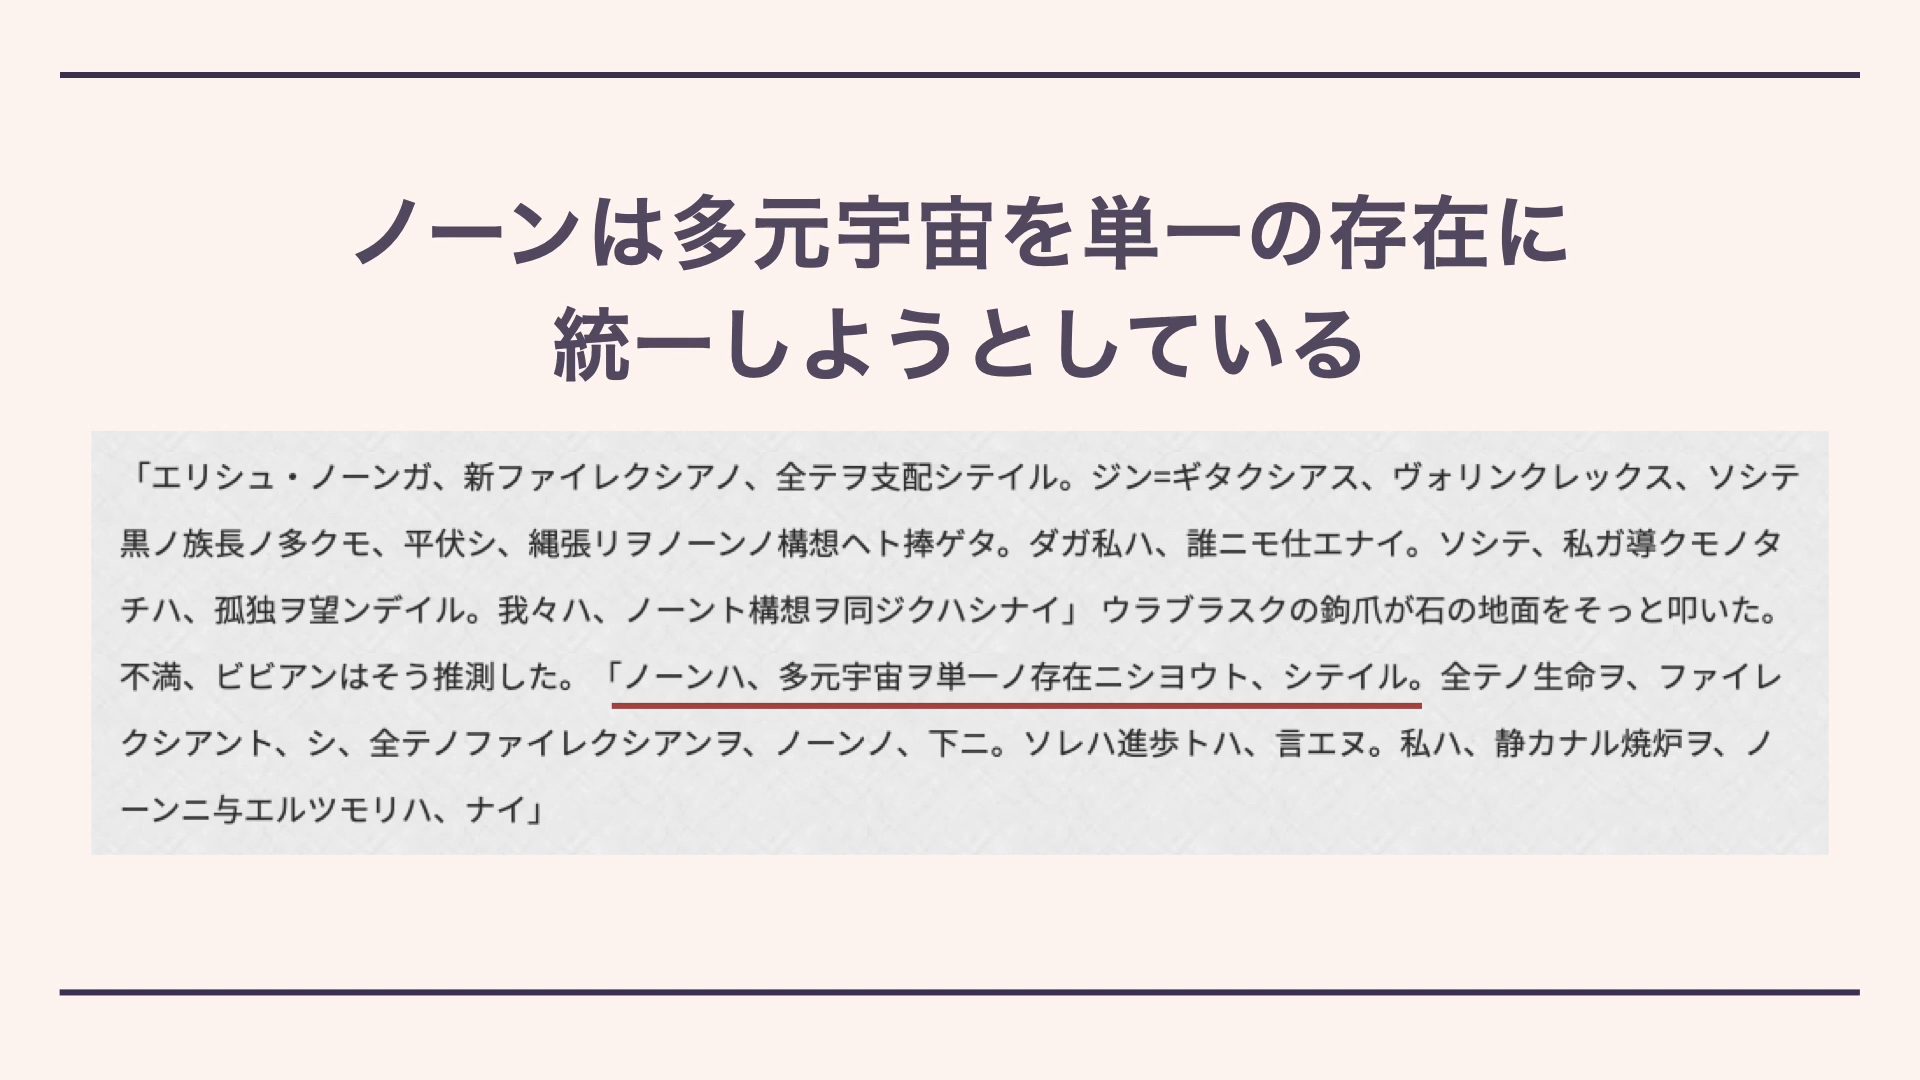 ノーンは多元宇宙を単一の存在に
統一しようとしている
「エリシュ・ノーンガ、新ファイレクシアノ、全テヲ支配シテイル。ジン=ギタクシアス、ヴォリンクレックス、ソシテ
黒ノ族長ノ多クモ、平伏シ、縄張リヲノーンノ構想ヘト捧ゲタ。ダガ私ハ、誰ニモ仕エナイ。ソシテ、私ガ導クモノタ
チハ、孤独ヲ望ンデイル。我々ハ、ノーント構想ヲ同ジクハシナイ」 ウラブラスクの鉤爪が石の地面をそっと叩いた。
不満、ビビアンはそう推測した。「ノーンハ、多元宇宙ヲ単一ノ存在ニシヨウト、シテイル。全テノ生命ヲ、ファイレ
クシアント、シ、全テノファイレクシアンヲ、ノーンノ、下ニ。ソレハ進歩トハ、言エヌ。私ハ、静カナル焼炉ヲ、ノ
ーンニ与エルツモリハ、ナイ」